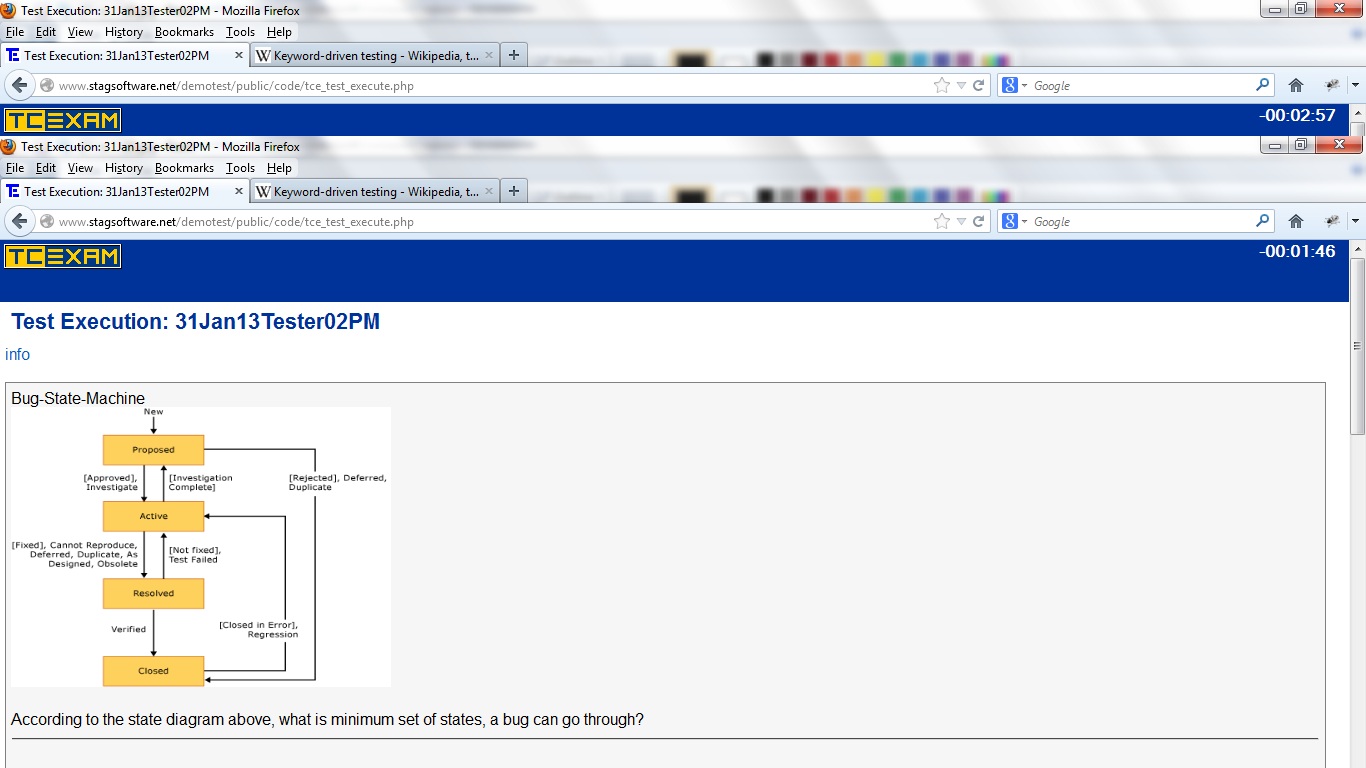 Test Execution: 31Jan13Tester02PM - Mozilla Firefox
File Edit View History Bookmarks Tools Help
Test Execution: 31Jan13Tester02PM × Keyword-driven testing - Wikipedia, t... × +
www.stagsoftware.net/demotest/public/code/tce_test_execute.php Google
TCEXAM -00:02:57
Test Execution: 31Jan13Tester02PM - Mozilla Firefox
File Edit View History Bookmarks Tools Help
Test Execution: 31Jan13Tester02PM × Keyword-driven testing - Wikipedia, t... × +
www.stagsoftware.net/demotest/public/code/tce_test_execute.php Google
TCEXAM -00:01:46
Test Execution: 31Jan13Tester02PM
info
Bug-State-Machine
New
Proposed
[Approved],
Investigate
[Investigation
Complete]
[Rejected], Deferred,
Duplicate
Active
[Fixed], Cannot Reproduce,
Deferred, Duplicate, As
Designed, Obsolete
[Not fixed],
Test Failed
Resolved
Verified
[Closed in Error],
Regression
Closed
According to the state diagram above, what is minimum set of states, a bug can go through?